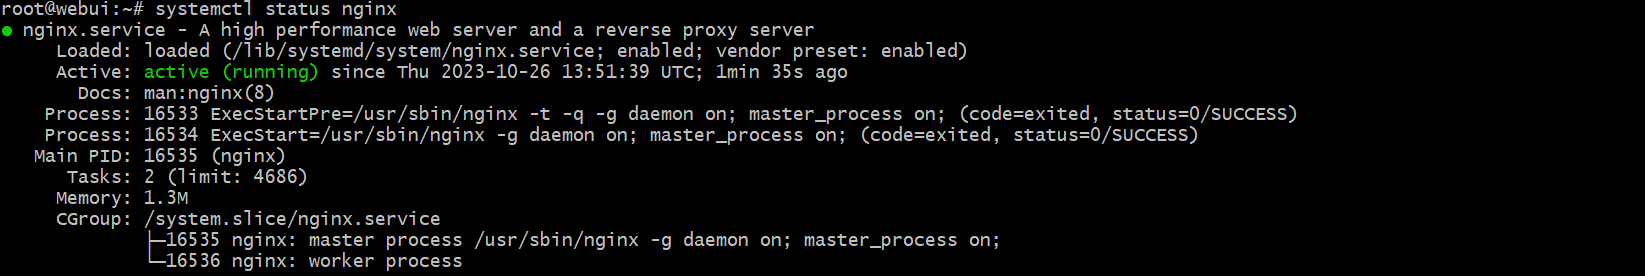 root@webui:~# systemctl status nginx
● nginx.service - A high performance web server and a reverse proxy server
     Loaded: loaded (/lib/systemd/system/nginx.service; enabled; vendor preset: enabled)
     Active: active (running) since Thu 2023-10-26 13:51:39 UTC; 1min 35s ago
       Docs: man:nginx(8)
    Process: 16533 ExecStartPre=/usr/sbin/nginx -t -q -g daemon on; master_process on; (code=exited, status=0/SUCCESS)
    Process: 16534 ExecStart=/usr/sbin/nginx -g daemon on; master_process on; (code=exited, status=0/SUCCESS)
   Main PID: 16535 (nginx)
      Tasks: 2 (limit: 4686)
     Memory: 1.3M
     CGroup: /system.slice/nginx.service
             ├─16535 nginx: master process /usr/sbin/nginx -g daemon on; master_process on;
             └─16536 nginx: worker process